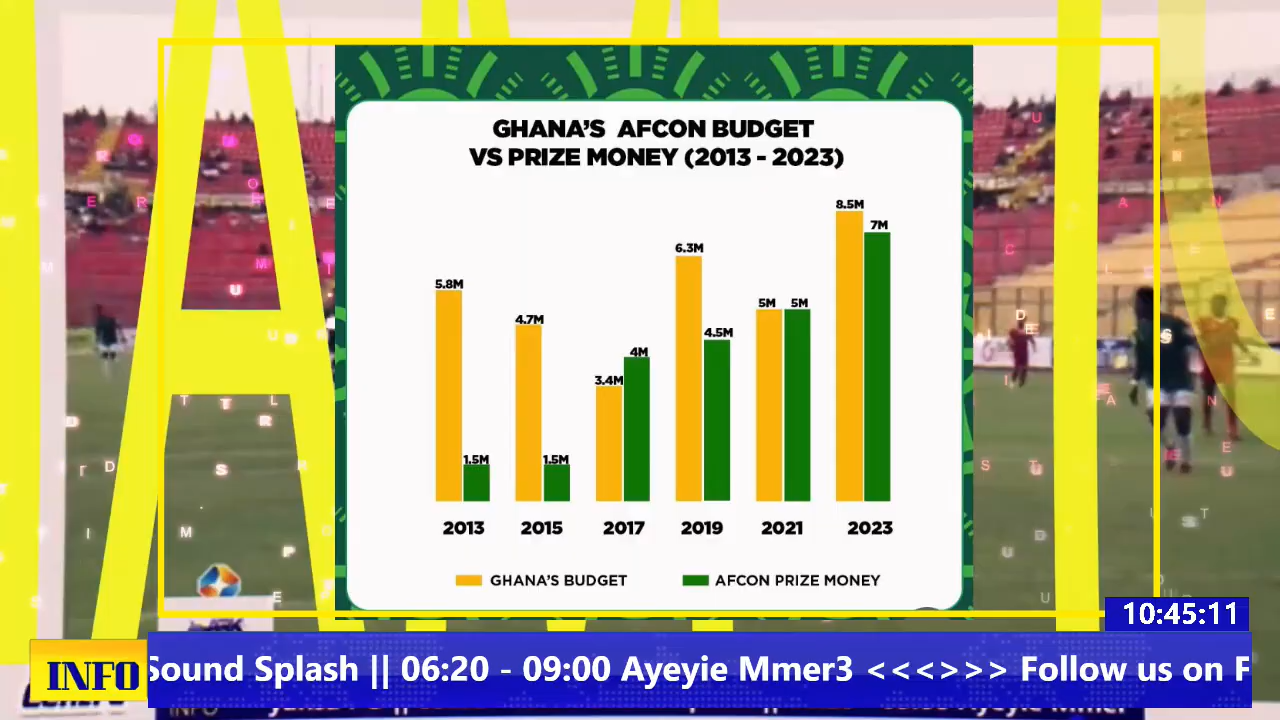 GHANA'S AFCON BUDGET
VS PRIZE MONEY (2013 - 2023)
8.5M
7M
6.3M
5.8M
5M 5M
4.7M
4.5M
4M
3.4M
1.5M 1.5M
2013 2015 2017 2019 2021 2023
GHANA'S BUDGET AFCON PRIZE MONEY
10:45:11
INFO Sound Splash || 06:20 - 09:00 Ayeyie Mmer3 <<<>>> Follow us on F